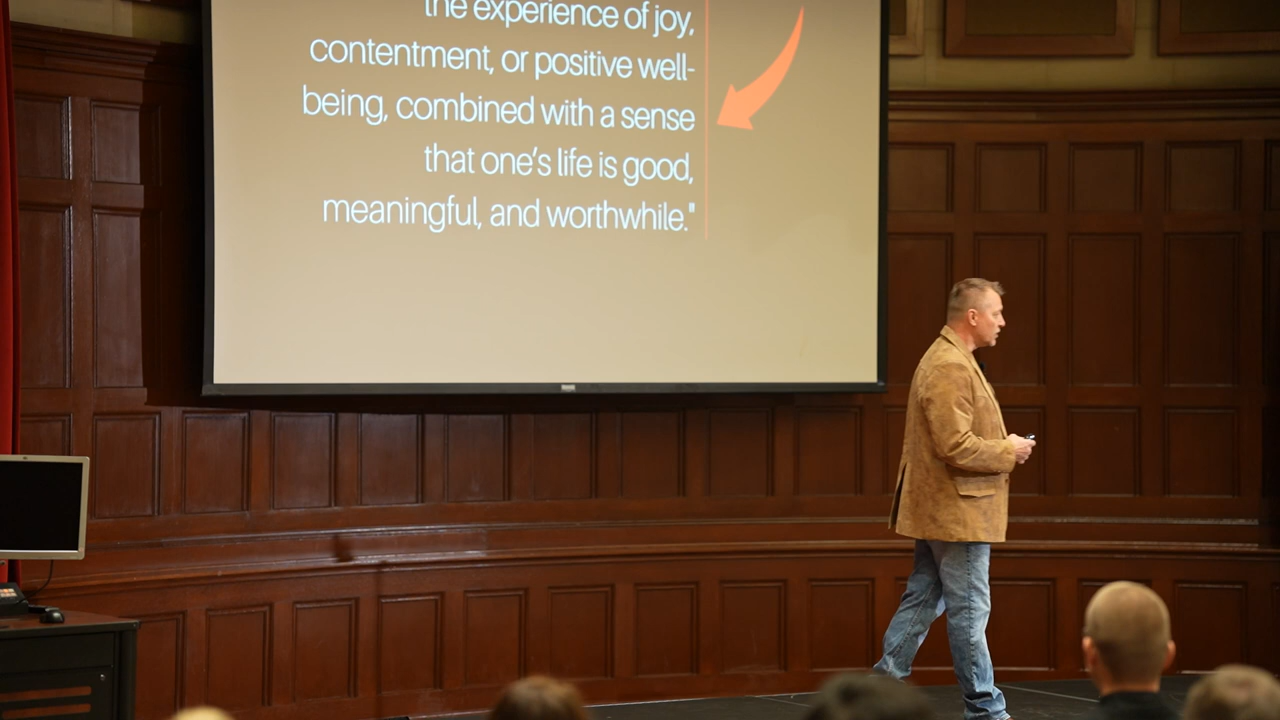 the experience of joy,
contentment, or positive well-
being, combined with a sense
that one's life is good,
meaningful, and worthwhile."